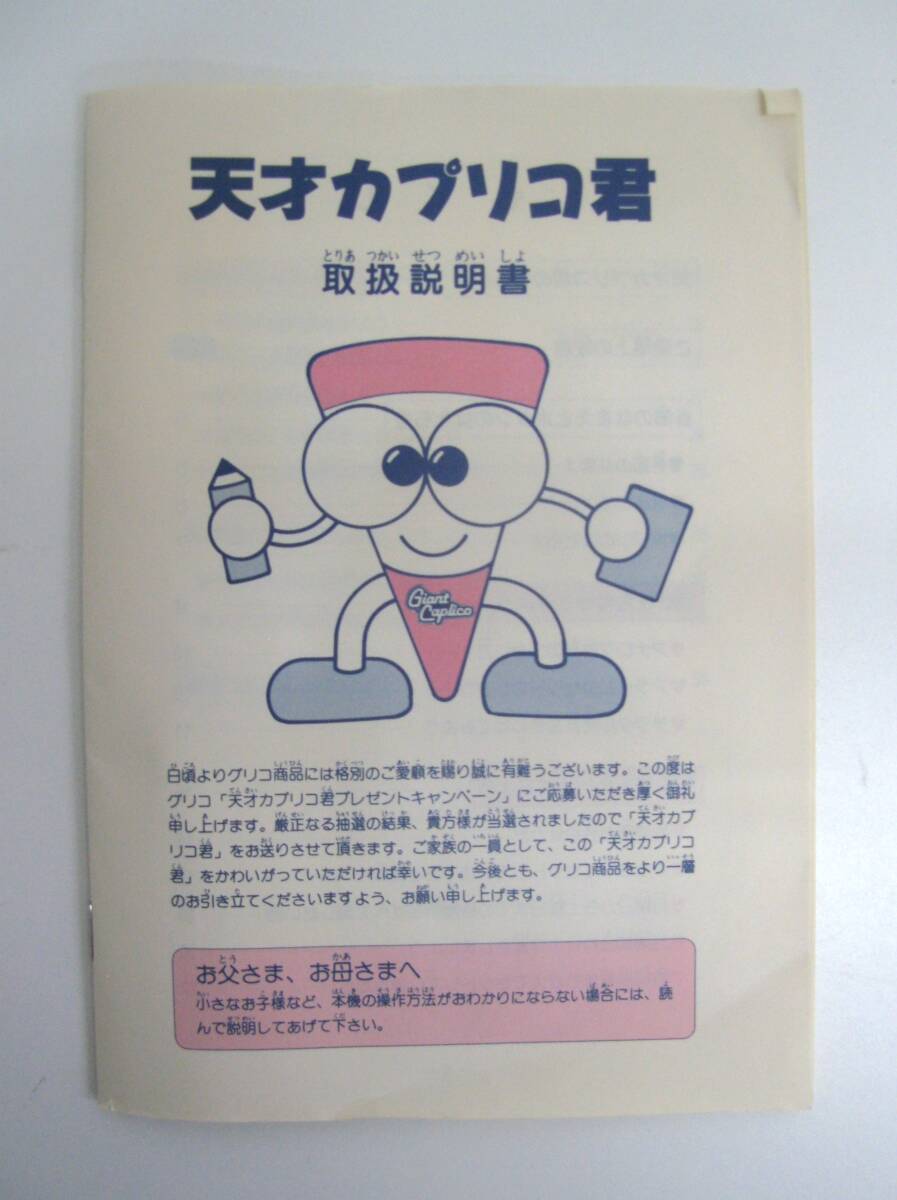 天才カプリコ君
とりあつかいせつめいしょ
取扱説明書
Giant
Caplico
日頃よりグリコ商品には格別のご愛顧を賜り誠に有難うございます。この度は
グリコ「天才カプリコ君プレゼントキャンペーン」にご応募いただき厚く御礼
申し上げます。厳正なる抽選の結果、貴方様が当選されましたので「天才カプ
リコ君」をお送りさせて頂きます。ご家族の一員として、この「天才カプリコ
君」をかわいがっていただければ幸いです。今後とも、グリコ商品をより一層
のお引き立てくださいますよう、お願い申し上げます。
お父さま、お母さまへ
小さなお子様など、本機の操作方法がおわかりにならない場合には、読
んで説明してあげて下さい。